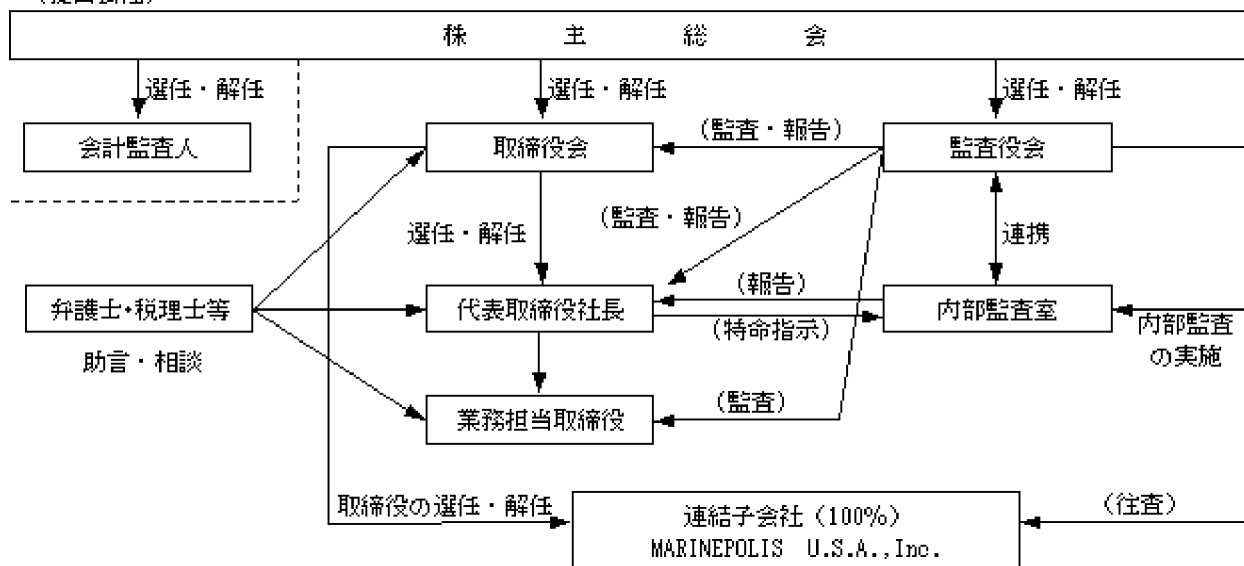 株主総会
選任・解任
選任・解任
選任・解任
会計監査人
取締役会
(監査・報告)
監査役会
選任・解任
(監査・報告)
連携
弁護士・税理士等
代表取締役社長
(報告)
(特命指示)
内部監査室
内部監査
の実施
助言・相談
業務担当取締役
(監査)
取締役の選任・解任
連結子会社(100%)
MARINEPOLIS U.S.A.,Inc.
(往査)